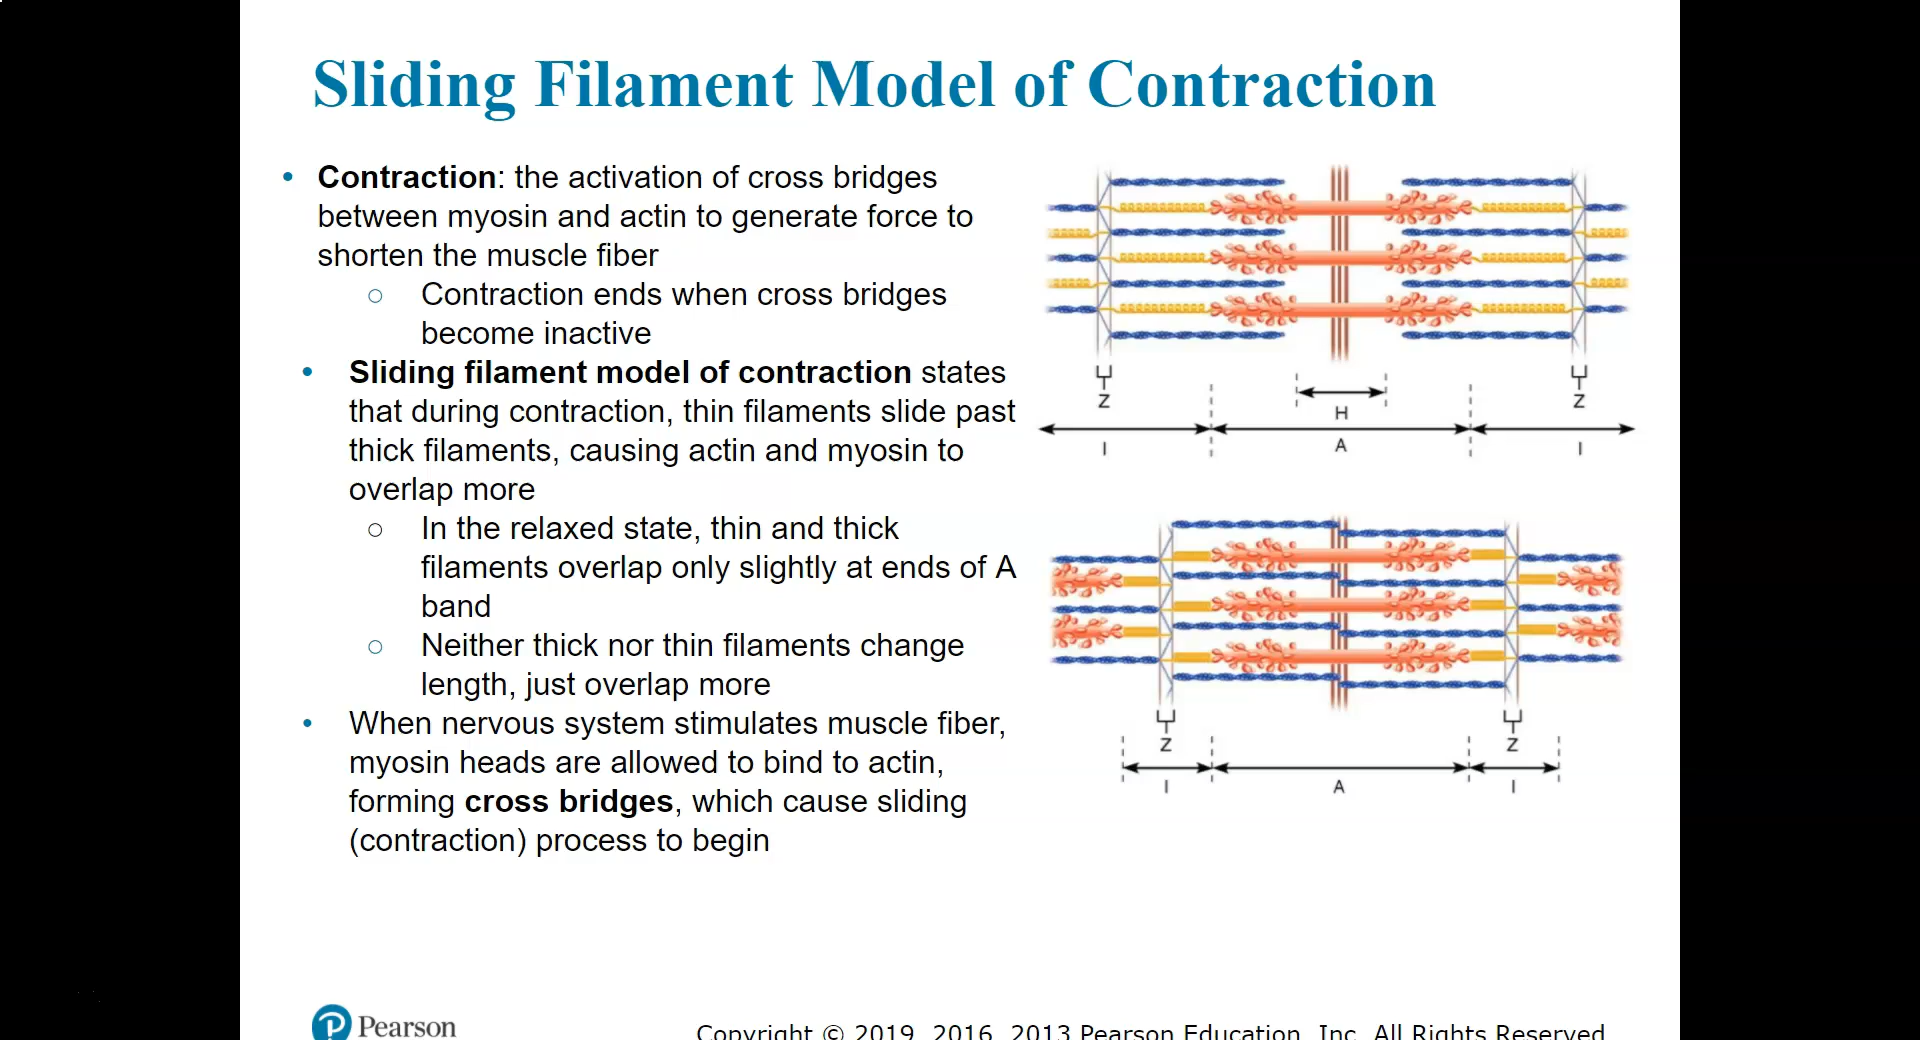 Sliding Filament Model of Contraction
• Contraction: the activation of cross bridges
between myosin and actin to generate force to
shorten the muscle fiber
○ Contraction ends when cross bridges
become inactive
• Sliding filament model of contraction states
that during contraction, thin filaments slide past
thick filaments, causing actin and myosin to
overlap more
○ In the relaxed state, thin and thick
filaments overlap only slightly at ends of A
band
○ Neither thick nor thin filaments change
length, just overlap more
• When nervous system stimulates muscle fiber,
myosin heads are allowed to bind to actin,
forming cross bridges, which cause sliding
(contraction) process to begin
Z Z
H
I A I
Z Z
I A I
Pearson
Copyright © 2019, 2016, 2013 Pearson Education, Inc. All Rights Reserved